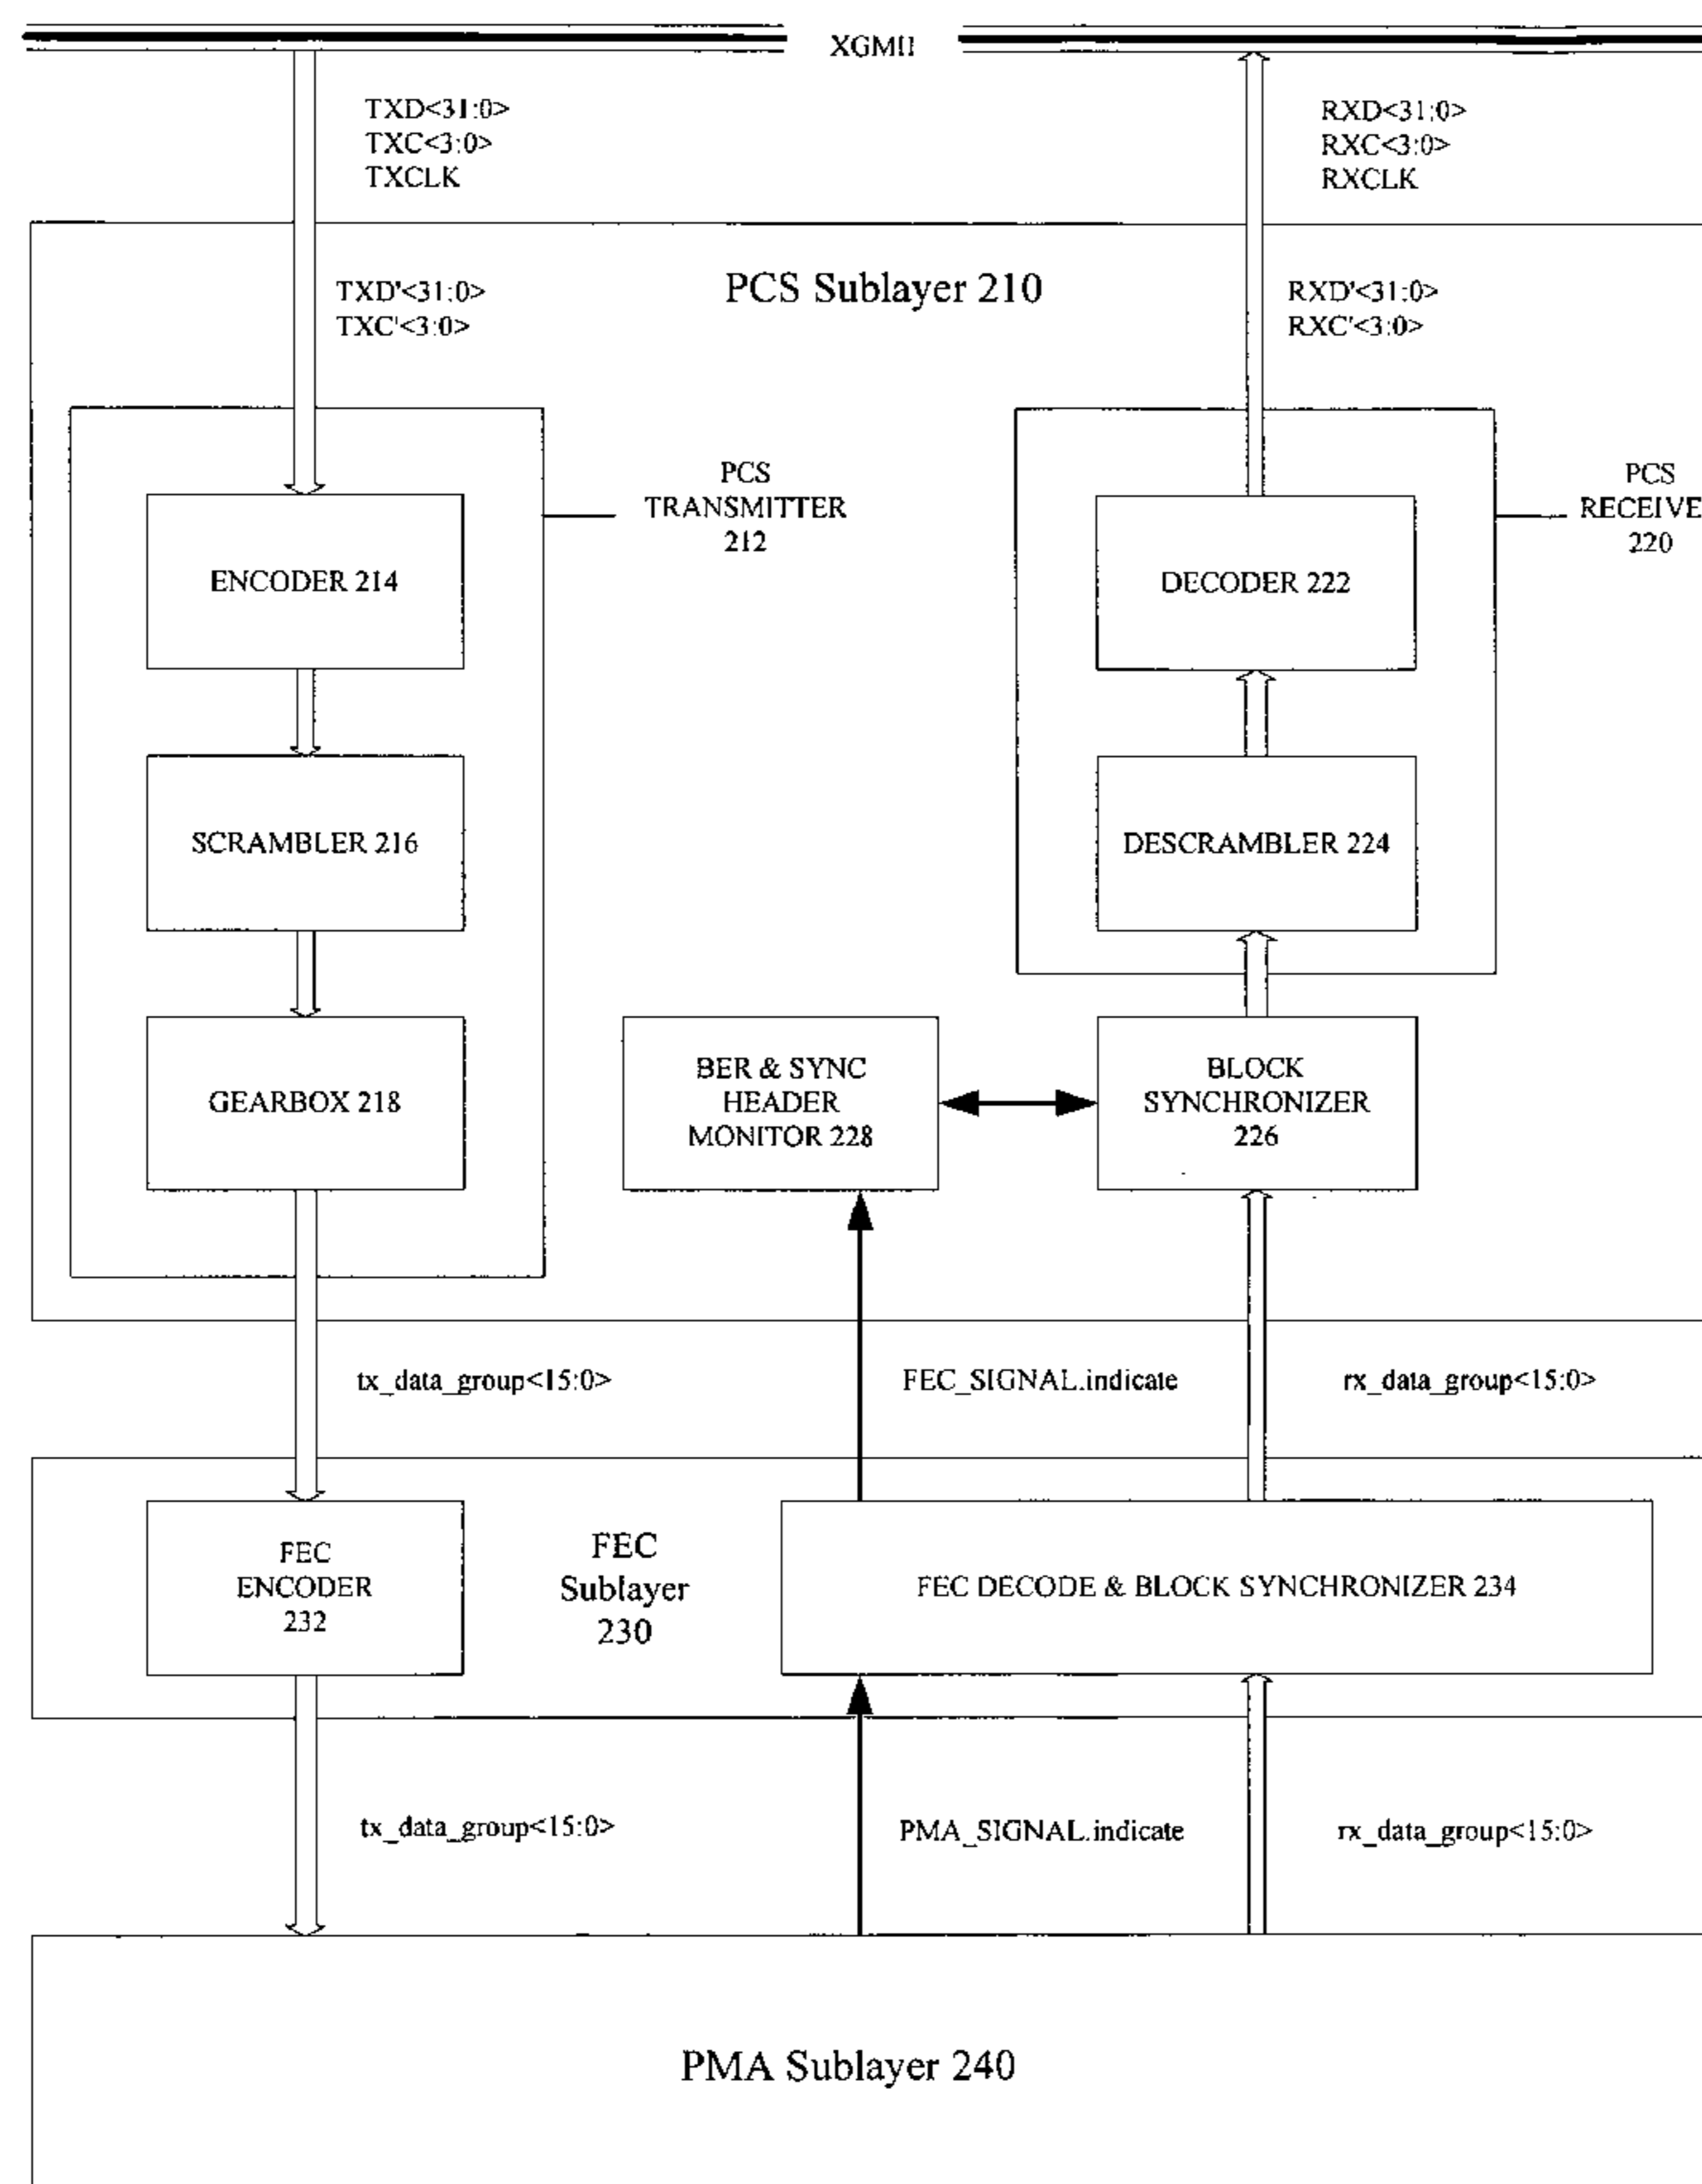 XGMII
TXD<31:0>
TXC<3:0>
TXCLK
RXD<31:0>
RXC<3:0>
RXCLK
PCS Sublayer 210
TXD'<31:0>
TXC'<3:0>
RXD'<31:0>
RXC'<3:0>
PCS
TRANSMITTER
212
PCS
RECEIVE
220
ENCODER 214
DECODER 222
SCRAMBLER 216
DESCRAMBLER 224
GEARBOX 218
BER & SYNC
HEADER
MONITOR 228
BLOCK
SYNCHRONIZER
226
tx_data_group<15:0>
FEC_SIGNAL.indicate
rx_data_group<15:0>
FEC
ENCODER
232
FEC
Sublayer
230
FEC DECODE & BLOCK SYNCHRONIZER 234
tx_data_group<15:0>
PMA_SIGNAL.indicate
rx_data_group<15:0>
PMA Sublayer 240